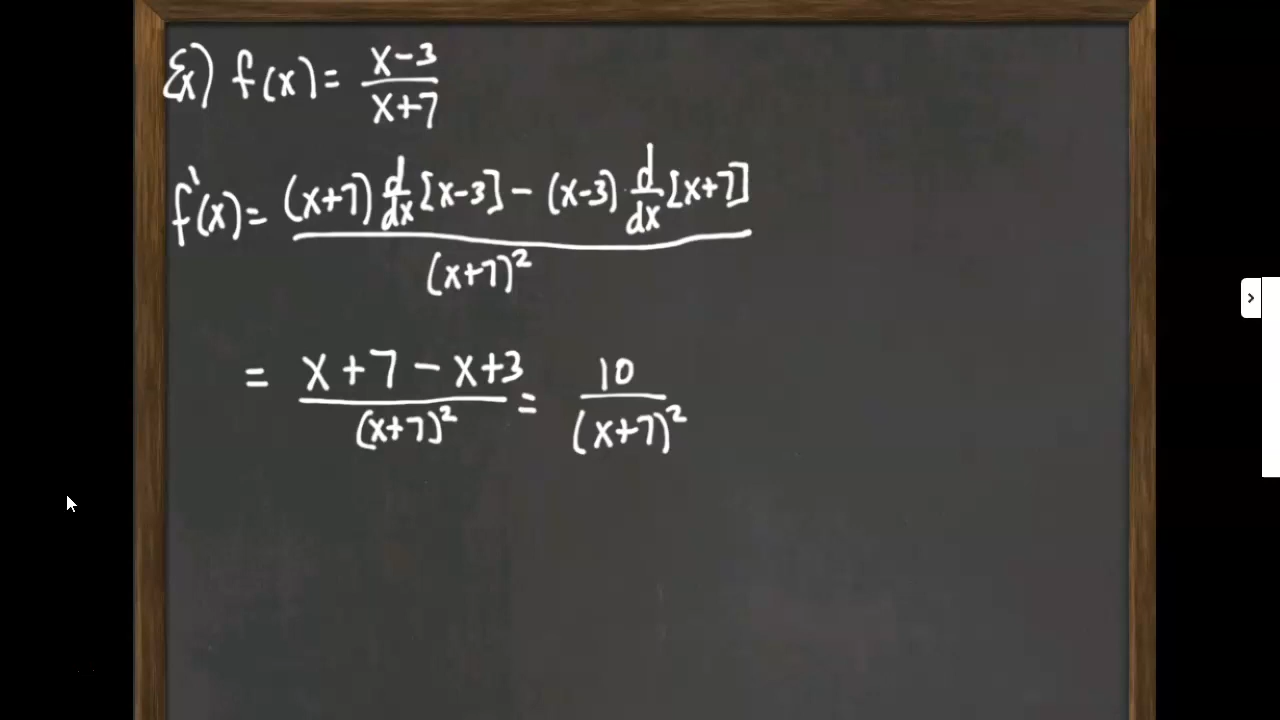 Ex) f(x) = (x-3)/(x+7)
f'(x) = ((x+7) d/dx [x-3] - (x-3) · d/dx [x+7])/(x+7)²
= (x+7-x+3)/(x+7)² = 10/(x+7)²